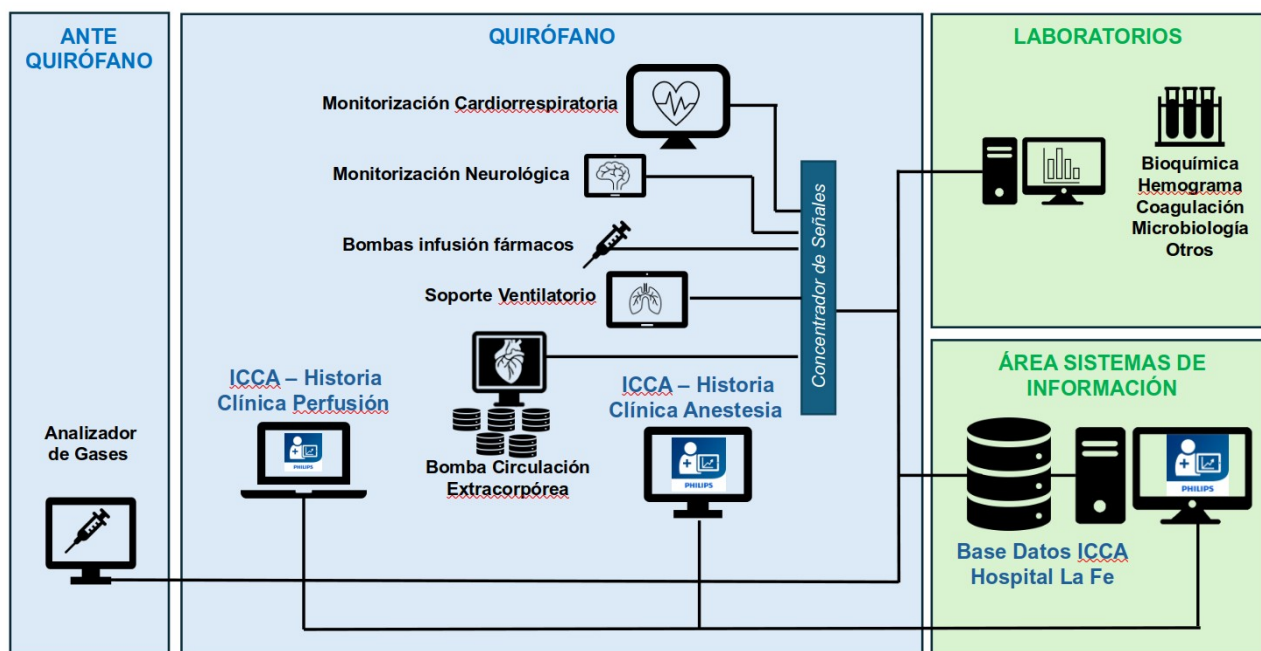 ANTE
QUIRÓFANO
Analizador
de Gases
QUIRÓFANO
Monitorización Cardiorrespiratoria
Monitorización Neurológica
Bombas infusión fármacos
Soporte Ventilatorio
Concentrador de Señales
ICCA – Historia
Clínica Perfusión
PHILIPS
Bomba Circulación
Extracorpórea
ICCA – Historia
Clínica Anestesia
PHILIPS
LABORATORIOS
Bioquímica
Hemograma
Coagulación
Microbiología
Otros
ÁREA SISTEMAS DE
INFORMACIÓN
PHILIPS
Base Datos ICCA
Hospital La Fe